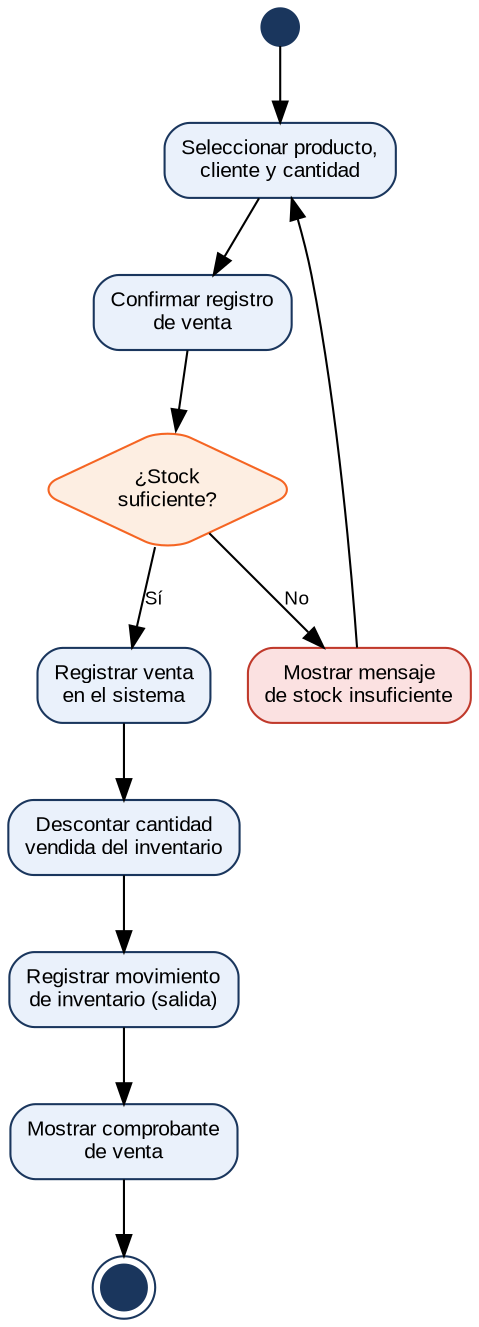 Seleccionar producto,
cliente y cantidad
Confirmar registro
de venta
¿Stock
suficiente?
Sí
No
Registrar venta
en el sistema
Mostrar mensaje
de stock insuficiente
Descontar cantidad
vendida del inventario
Registrar movimiento
de inventario (salida)
Mostrar comprobante
de venta